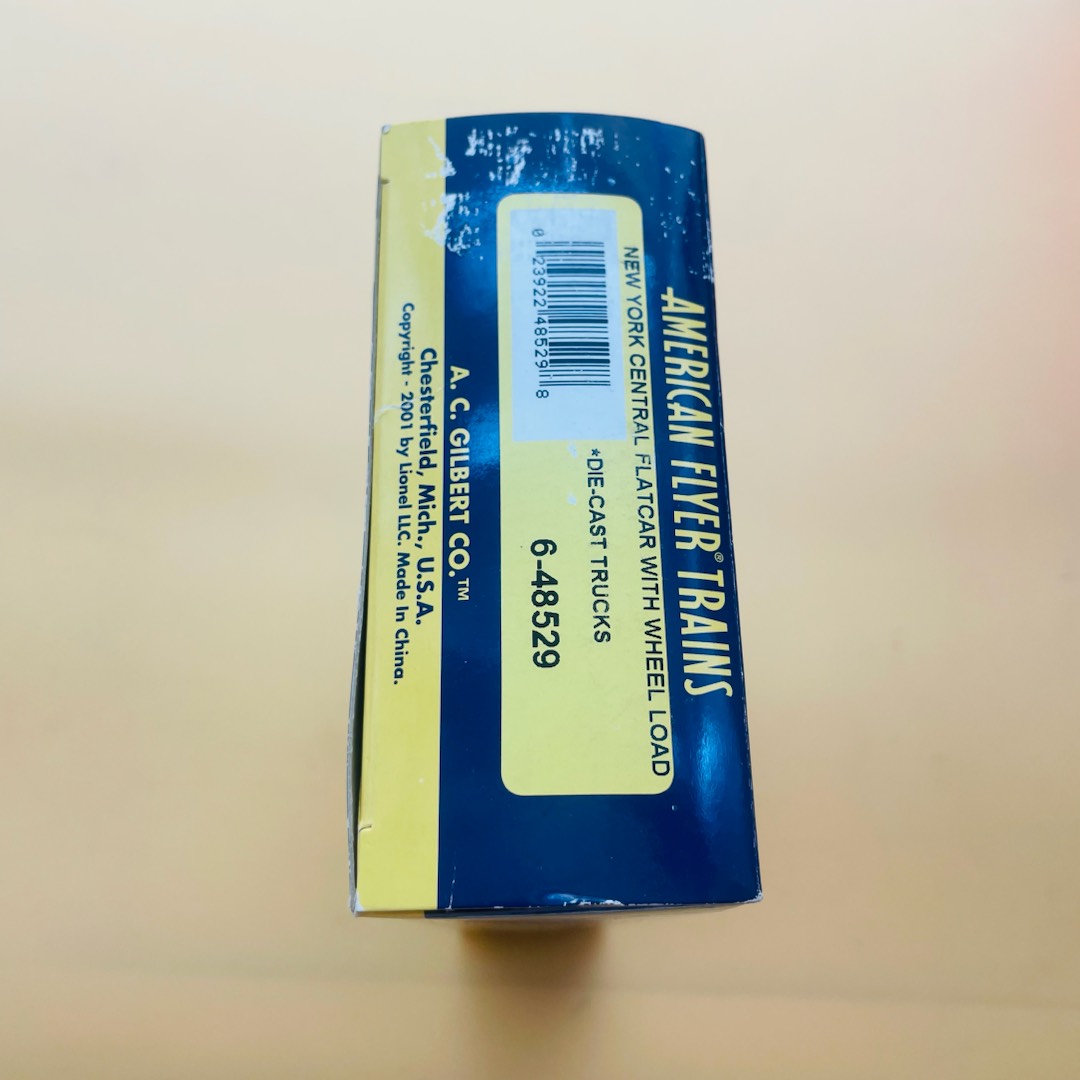 AMERICAN FLYER® TRAINS
NEW YORK CENTRAL FLATCAR WITH WHEEL LOAD
*DIE-CAST TRUCKS
0 23922 48529 8
6-48529
A. C. GILBERT CO.™
Chesterfield, Mich., U.S.A.
Copyright - 2001 by Lionel LLC. Made In China.